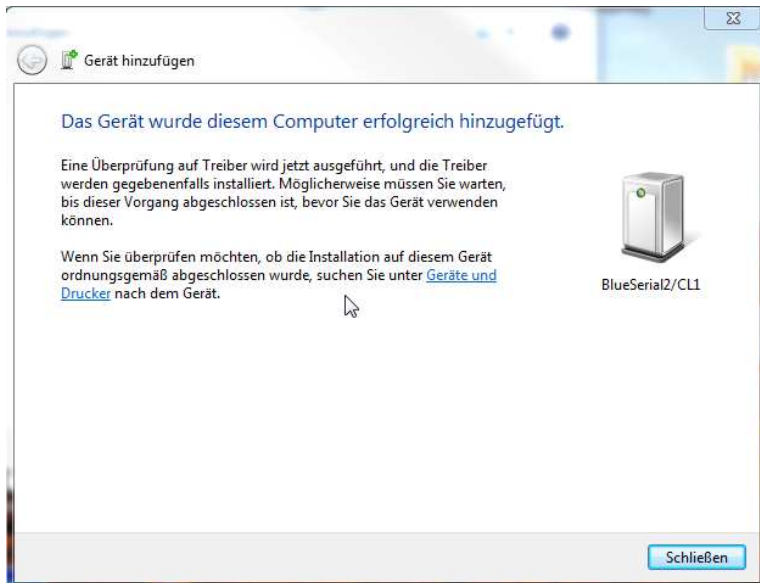 Gerät hinzufügen
Das Gerät wurde diesem Computer erfolgreich hinzugefügt.
Eine Überprüfung auf Treiber wird jetzt ausgeführt, und die Treiber
werden gegebenenfalls installiert. Möglicherweise müssen Sie warten,
bis dieser Vorgang abgeschlossen ist, bevor Sie das Gerät verwenden
können.
Wenn Sie überprüfen möchten, ob die Installation auf diesem Gerät
ordnungsgemäß abgeschlossen wurde, suchen Sie unter Geräte und
Drucker nach dem Gerät.
BlueSerial2/CL1
Schließen